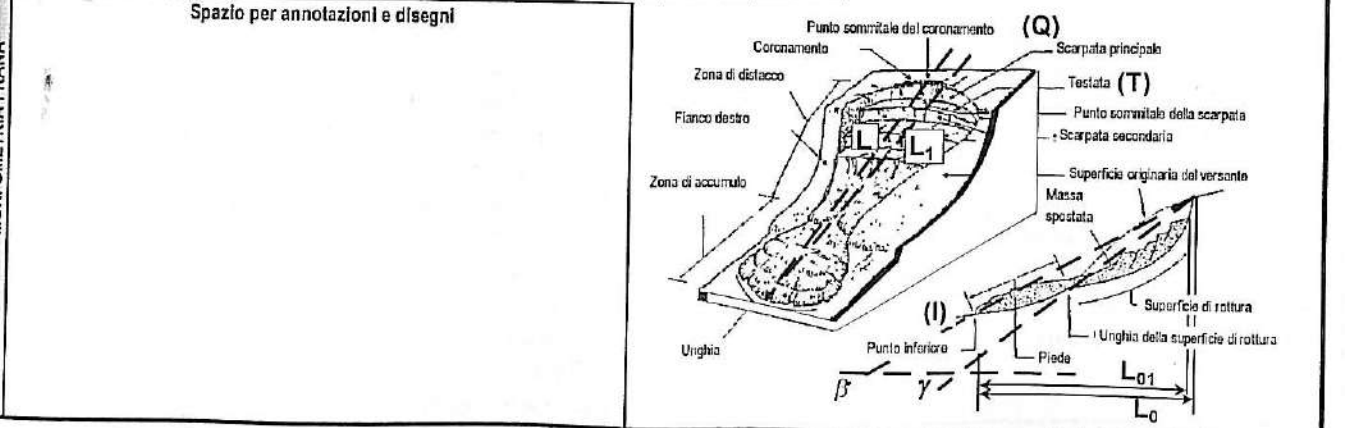 Spazio per annotazioni e disegni
Punto sommitale del coronamento (Q)
Coronamento
Scarpata principale
Zona di distacco
Testata (T)
Punto sommitale della scarpata
Fianco destro
Scarpata secondaria
L
L1
Superficie originaria del versante
Zona di accumulo
Massa
spostata
(I)
Superficie di rottura
Unghia
Punto inferiore
Unghia della superficie di rottura
Piede
β
γ
L01
L0